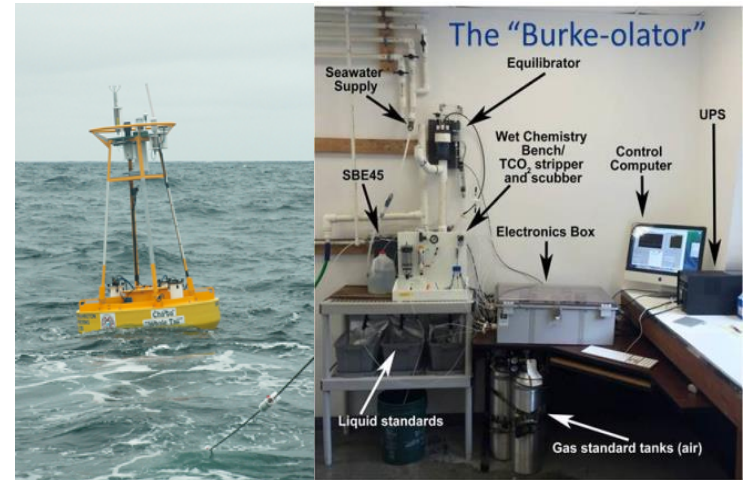 The "Burke-olator"
Equilibrator
Seawater
Supply
UPS
Wet Chemistry
Bench/
TCO2 stripper
and scubber
Control
Computer
SBE45
Electronics Box
Liquid standards
Gas standard tanks (air)